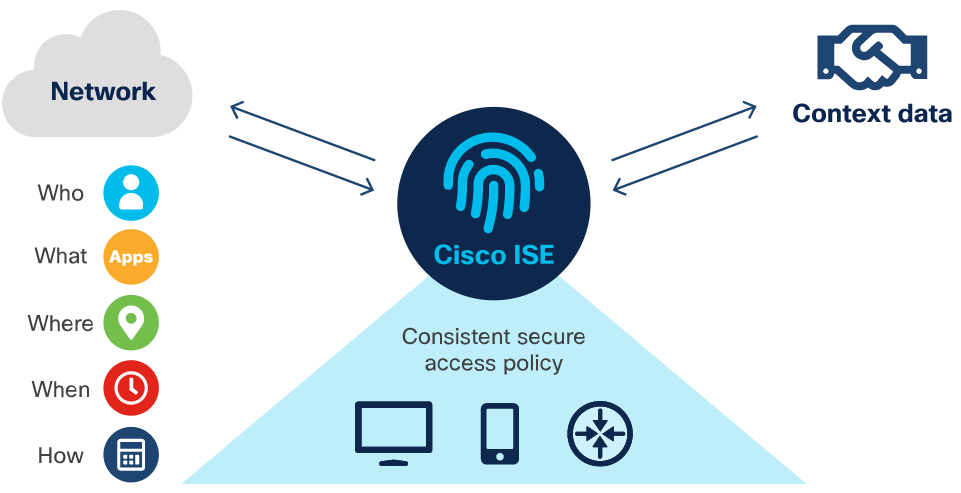 Network
Context data
Who
What
Apps
Where
When
How
Cisco ISE
Consistent secure
access policy